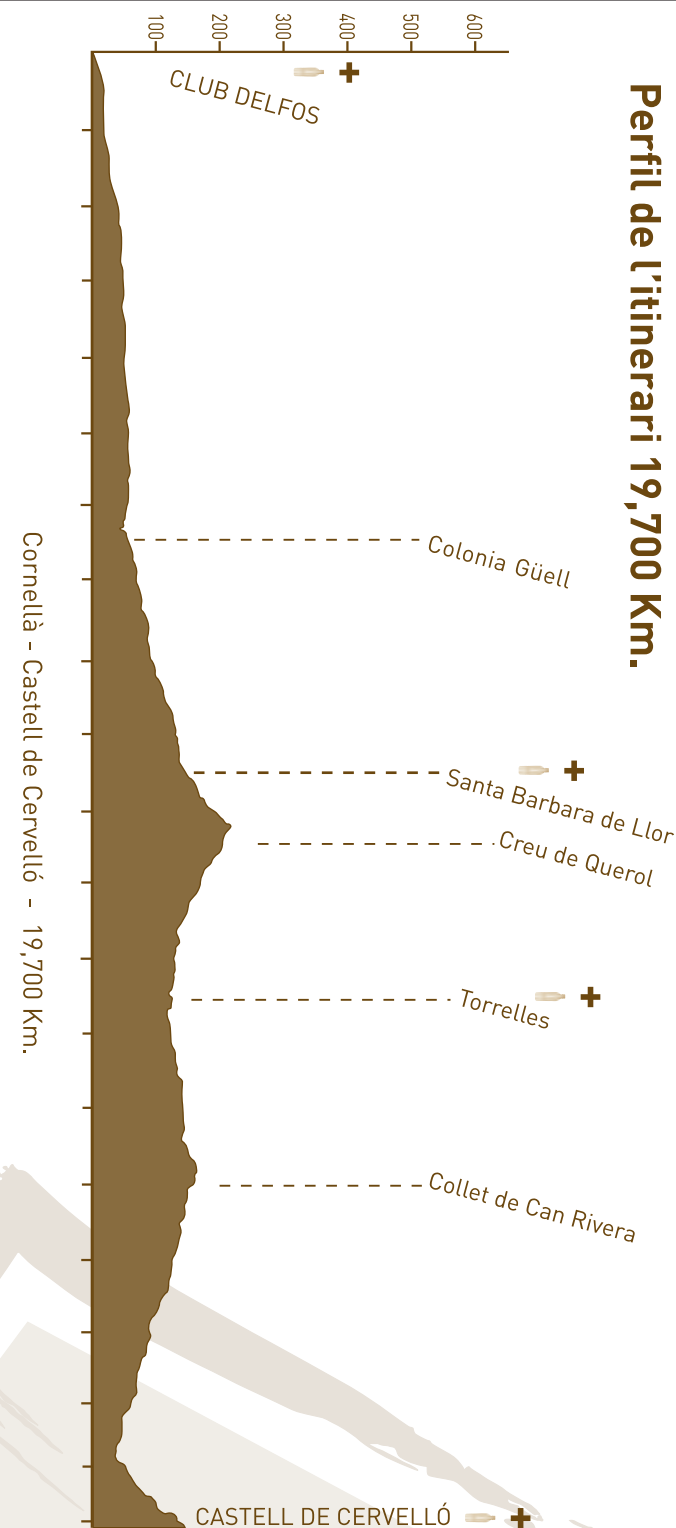 Perfil de l'itinerari 19,700 Km.
600
500
400
300
200
100
CLUB DELFOS
Colonia Güell
Santa Barbara de Llor
Creu de Querol
Torrelles
Collet de Can Rivera
CASTELL DE CERVELLÓ
Cornellà - Castell de Cervelló - 19,700 Km.